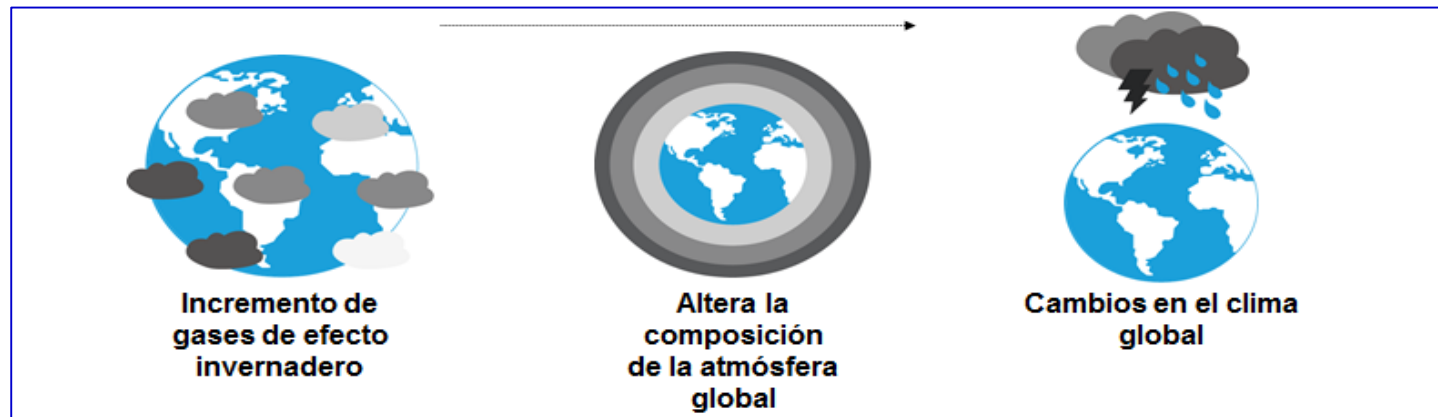 Incremento de
gases de efecto
invernadero
Altera la
composición
de la atmósfera
global
Cambios en el clima
global